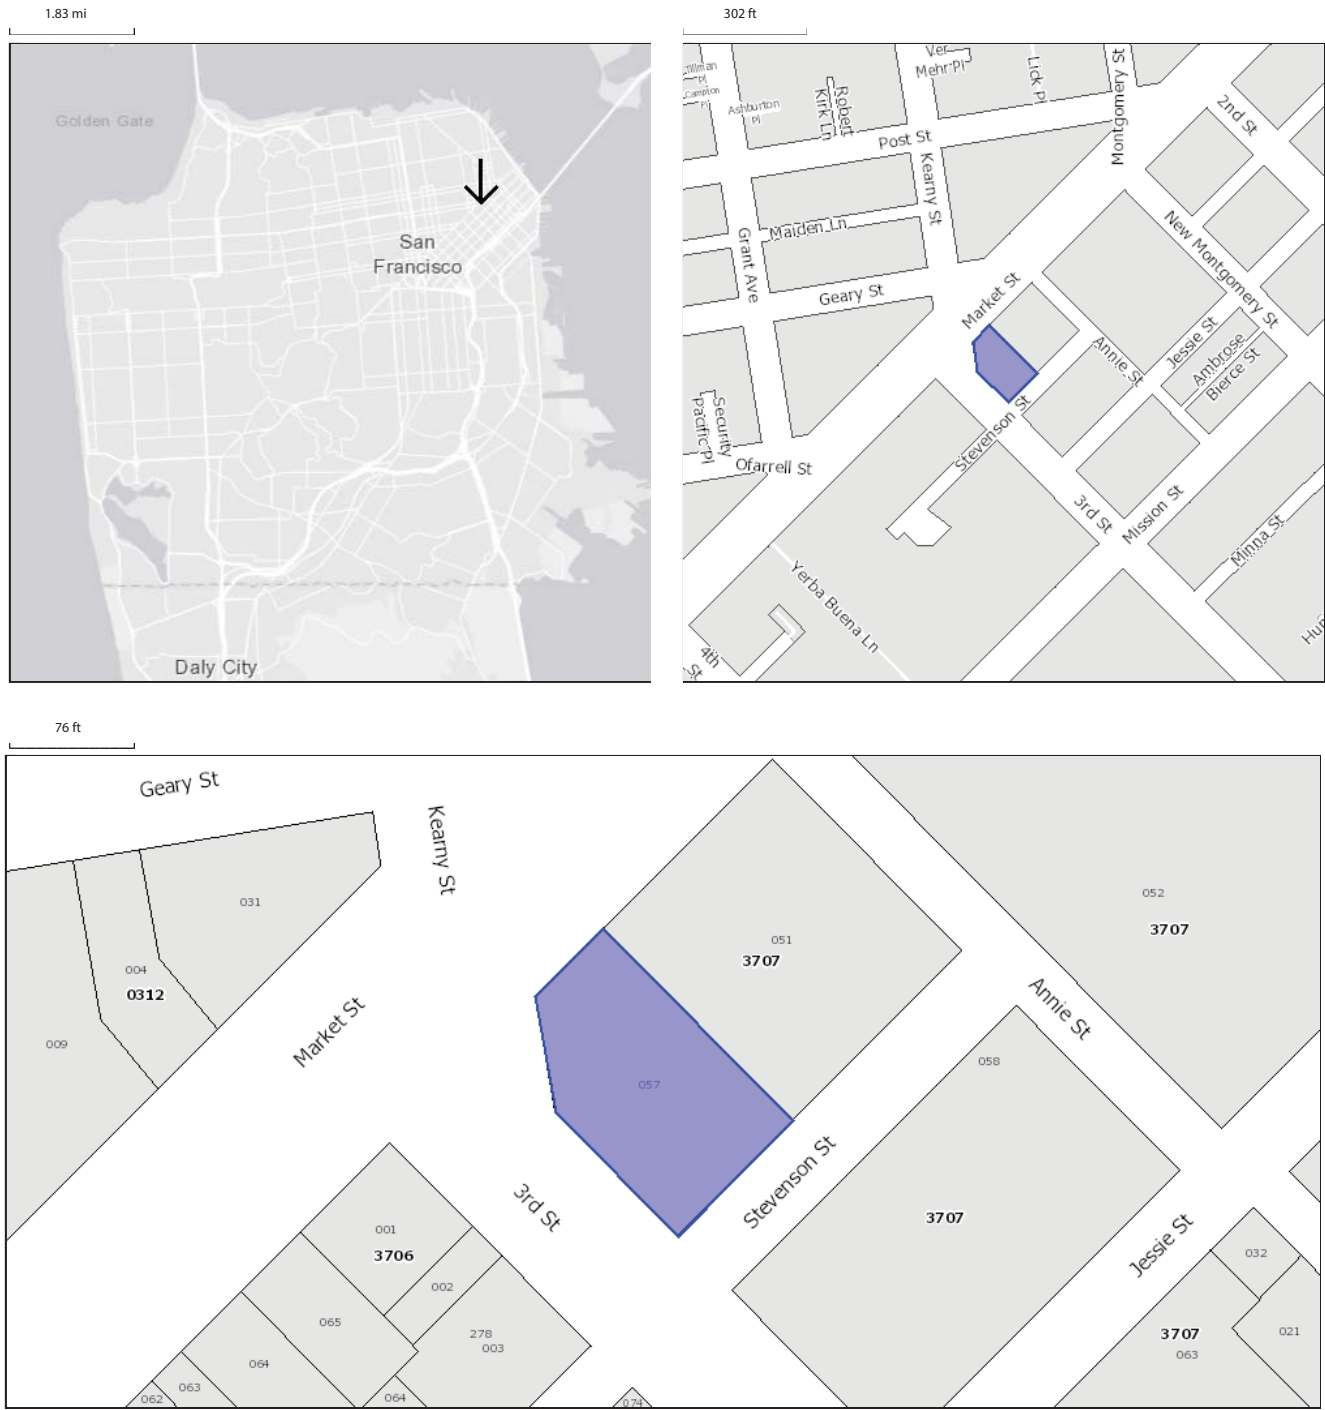 1.83 mi
Golden Gate
San
Francisco
Daly City
302 ft
Tillman
Pl
Campton
Pl
Ashburton
Pl
Robert
Kirk Ln
Ver
Mehr Pl
Lick Pl
Montgomery St
2nd St
Post St
Kearny St
Maiden Ln
Grant Ave
Geary St
Market St
New Montgomery St
Annie St
Jessie St
Ambrose
Bierce St
Security
Pacific Pl
Ofarrell St
Stevenson St
3rd St
Mission St
Minna St
Yerba Buena Ln
4th
St
76 ft
Geary St
Kearny St
031
004
0312
009
Market St
052
3707
051
3707
Annie St
058
057
3rd St
Stevenson St
3707
Jessie St
001
3706
002
065
278
003
064
063
062
064
074
032
3707
063
021